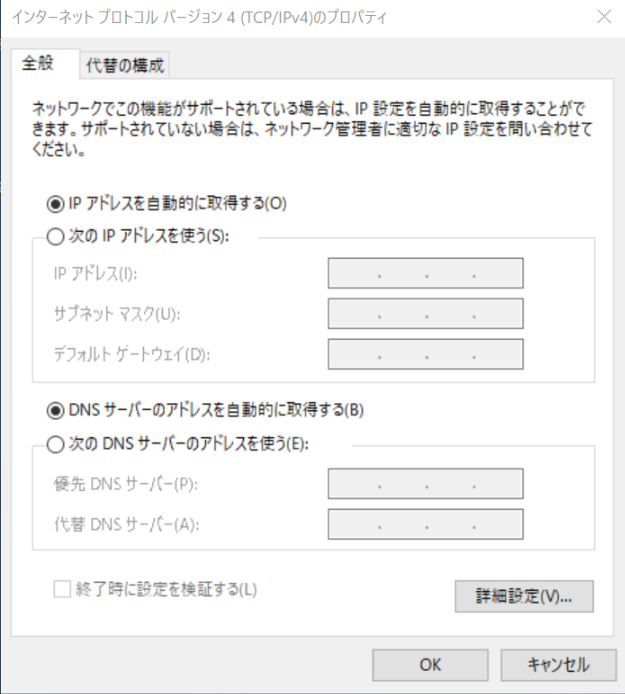 インターネット プロトコル バージョン 4 (TCP/IPv4)のプロパティ
全般
代替の構成
ネットワークでこの機能がサポートされている場合は、IP 設定を自動的に取得することがで
きます。サポートされていない場合は、ネットワーク管理者に適切な IP 設定を問い合わせて
ください。
IP アドレスを自動的に取得する(O)
次の IP アドレスを使う(S):
IP アドレス(I):
サブネット マスク(U):
デフォルト ゲートウェイ(D):
DNS サーバーのアドレスを自動的に取得する(B)
次の DNS サーバーのアドレスを使う(E):
優先 DNS サーバー(P):
代替 DNS サーバー(A):
終了時に設定を検証する(L)
詳細設定(V)...
OK
キャンセル